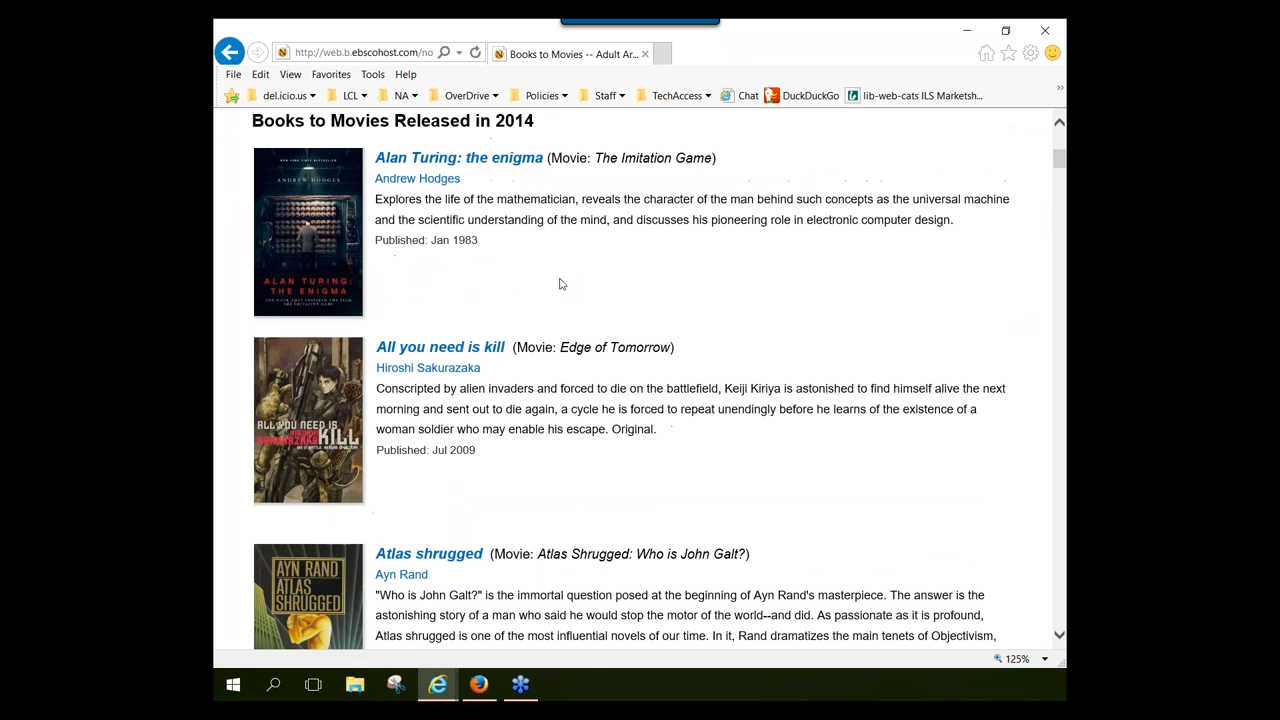 http://web.b.ebscohost.com/no
Books to Movies -- Adult Ar...
File Edit View Favorites Tools Help
del.icio.us LCL NA OverDrive Policies Staff TechAccess Chat DuckDuckGo lib-web-cats ILS Marketsh...
Books to Movies Released in 2014
Alan Turing: the enigma (Movie: The Imitation Game)
Andrew Hodges
Explores the life of the mathematician, reveals the character of the man behind such concepts as the universal machine
and the scientific understanding of the mind, and discusses his pioneering role in electronic computer design.
Published: Jan 1983
ANDREW HODGES
ALAN TURING:
THE ENIGMA
All you need is kill (Movie: Edge of Tomorrow)
Hiroshi Sakurazaka
Conscripted by alien invaders and forced to die on the battlefield, Keiji Kiriya is astonished to find himself alive the next
morning and sent out to die again, a cycle he is forced to repeat unendingly before he learns of the existence of a
woman soldier who may enable his escape. Original.
Published: Jul 2009
ALL YOU NEED IS
KILL
Atlas shrugged (Movie: Atlas Shrugged: Who is John Galt?)
Ayn Rand
"Who is John Galt?" is the immortal question posed at the beginning of Ayn Rand's masterpiece. The answer is the
astonishing story of a man who said he would stop the motor of the world--and did. As passionate as it is profound,
Atlas shrugged is one of the most influential novels of our time. In it, Rand dramatizes the main tenets of Objectivism,
AYN RAND
ATLAS
SHRUGGED
125%